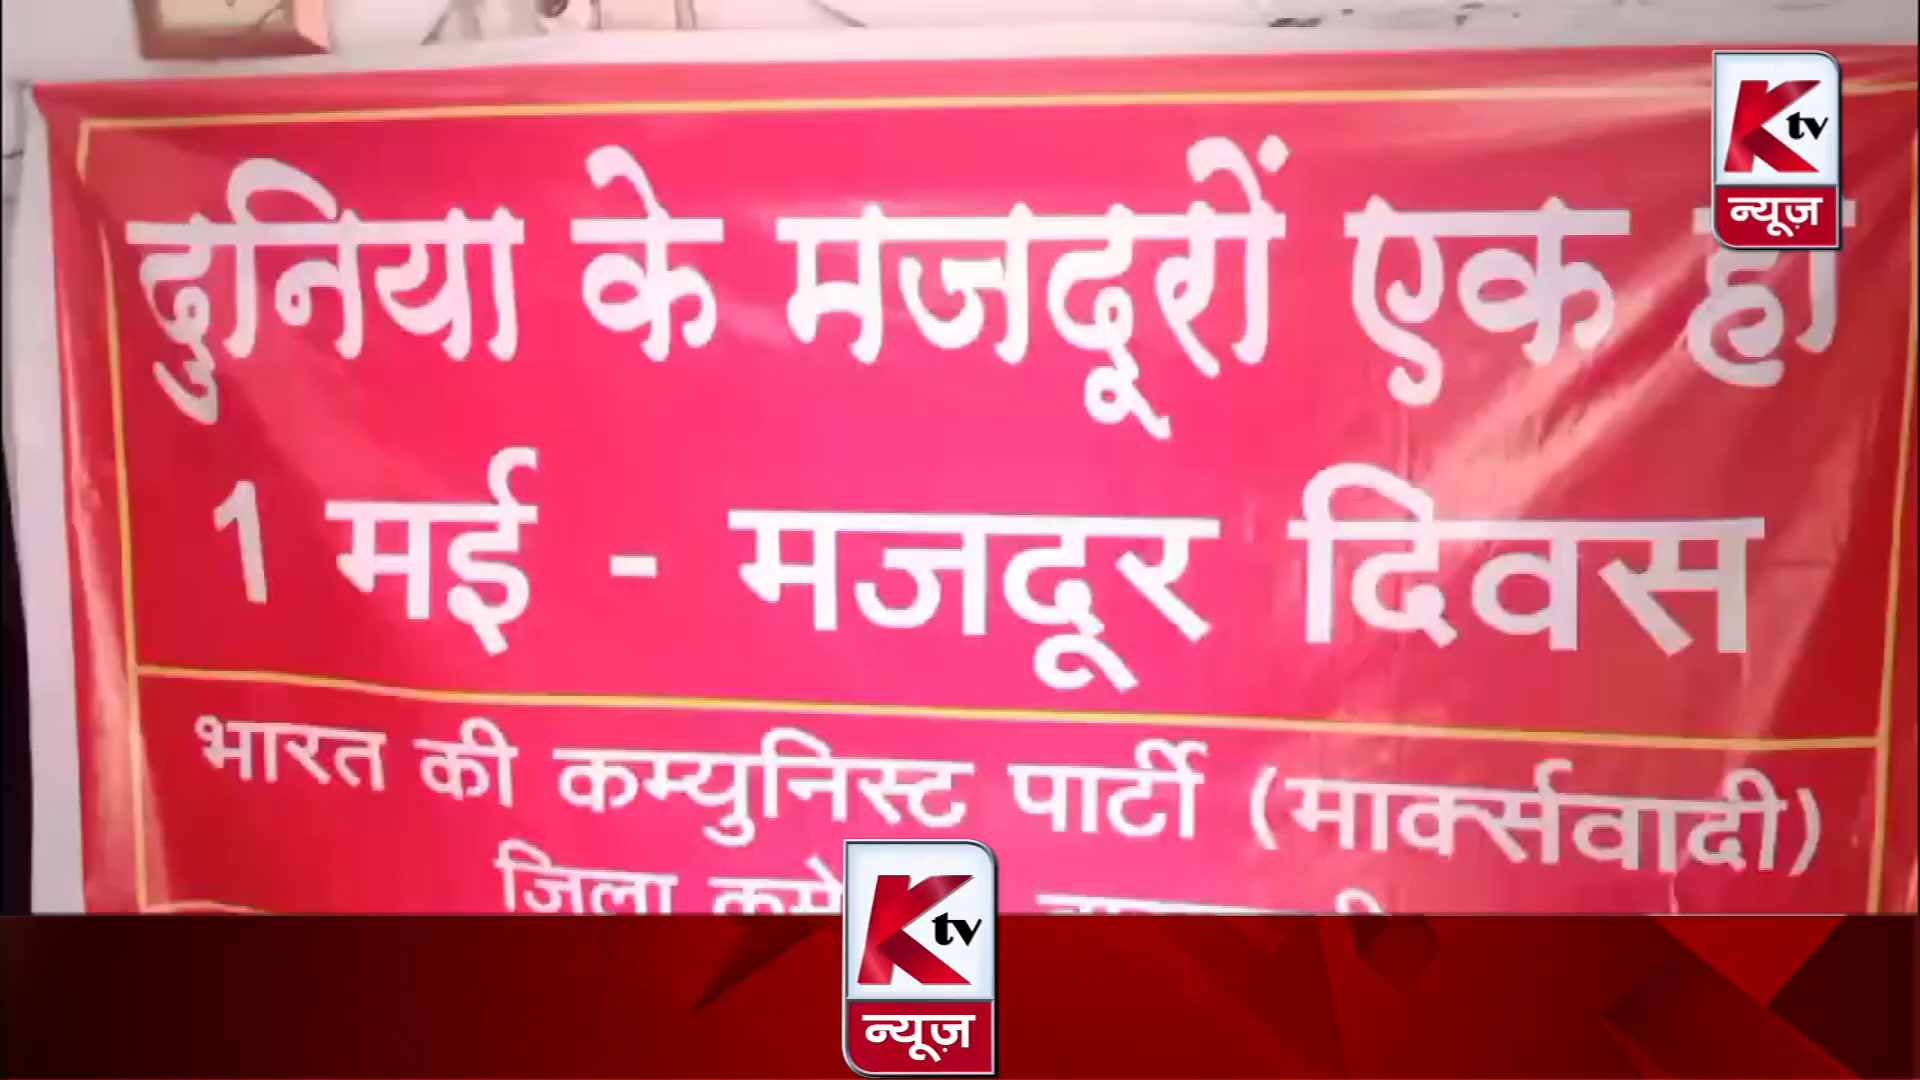 दुनिया के मजदूरों एक हो
1 मई - मजदूर दिवस
भारत की कम्युनिस्ट पार्टी (मार्क्सवादी)
जिला
K tv
न्यूज़
K tv
न्यूज़